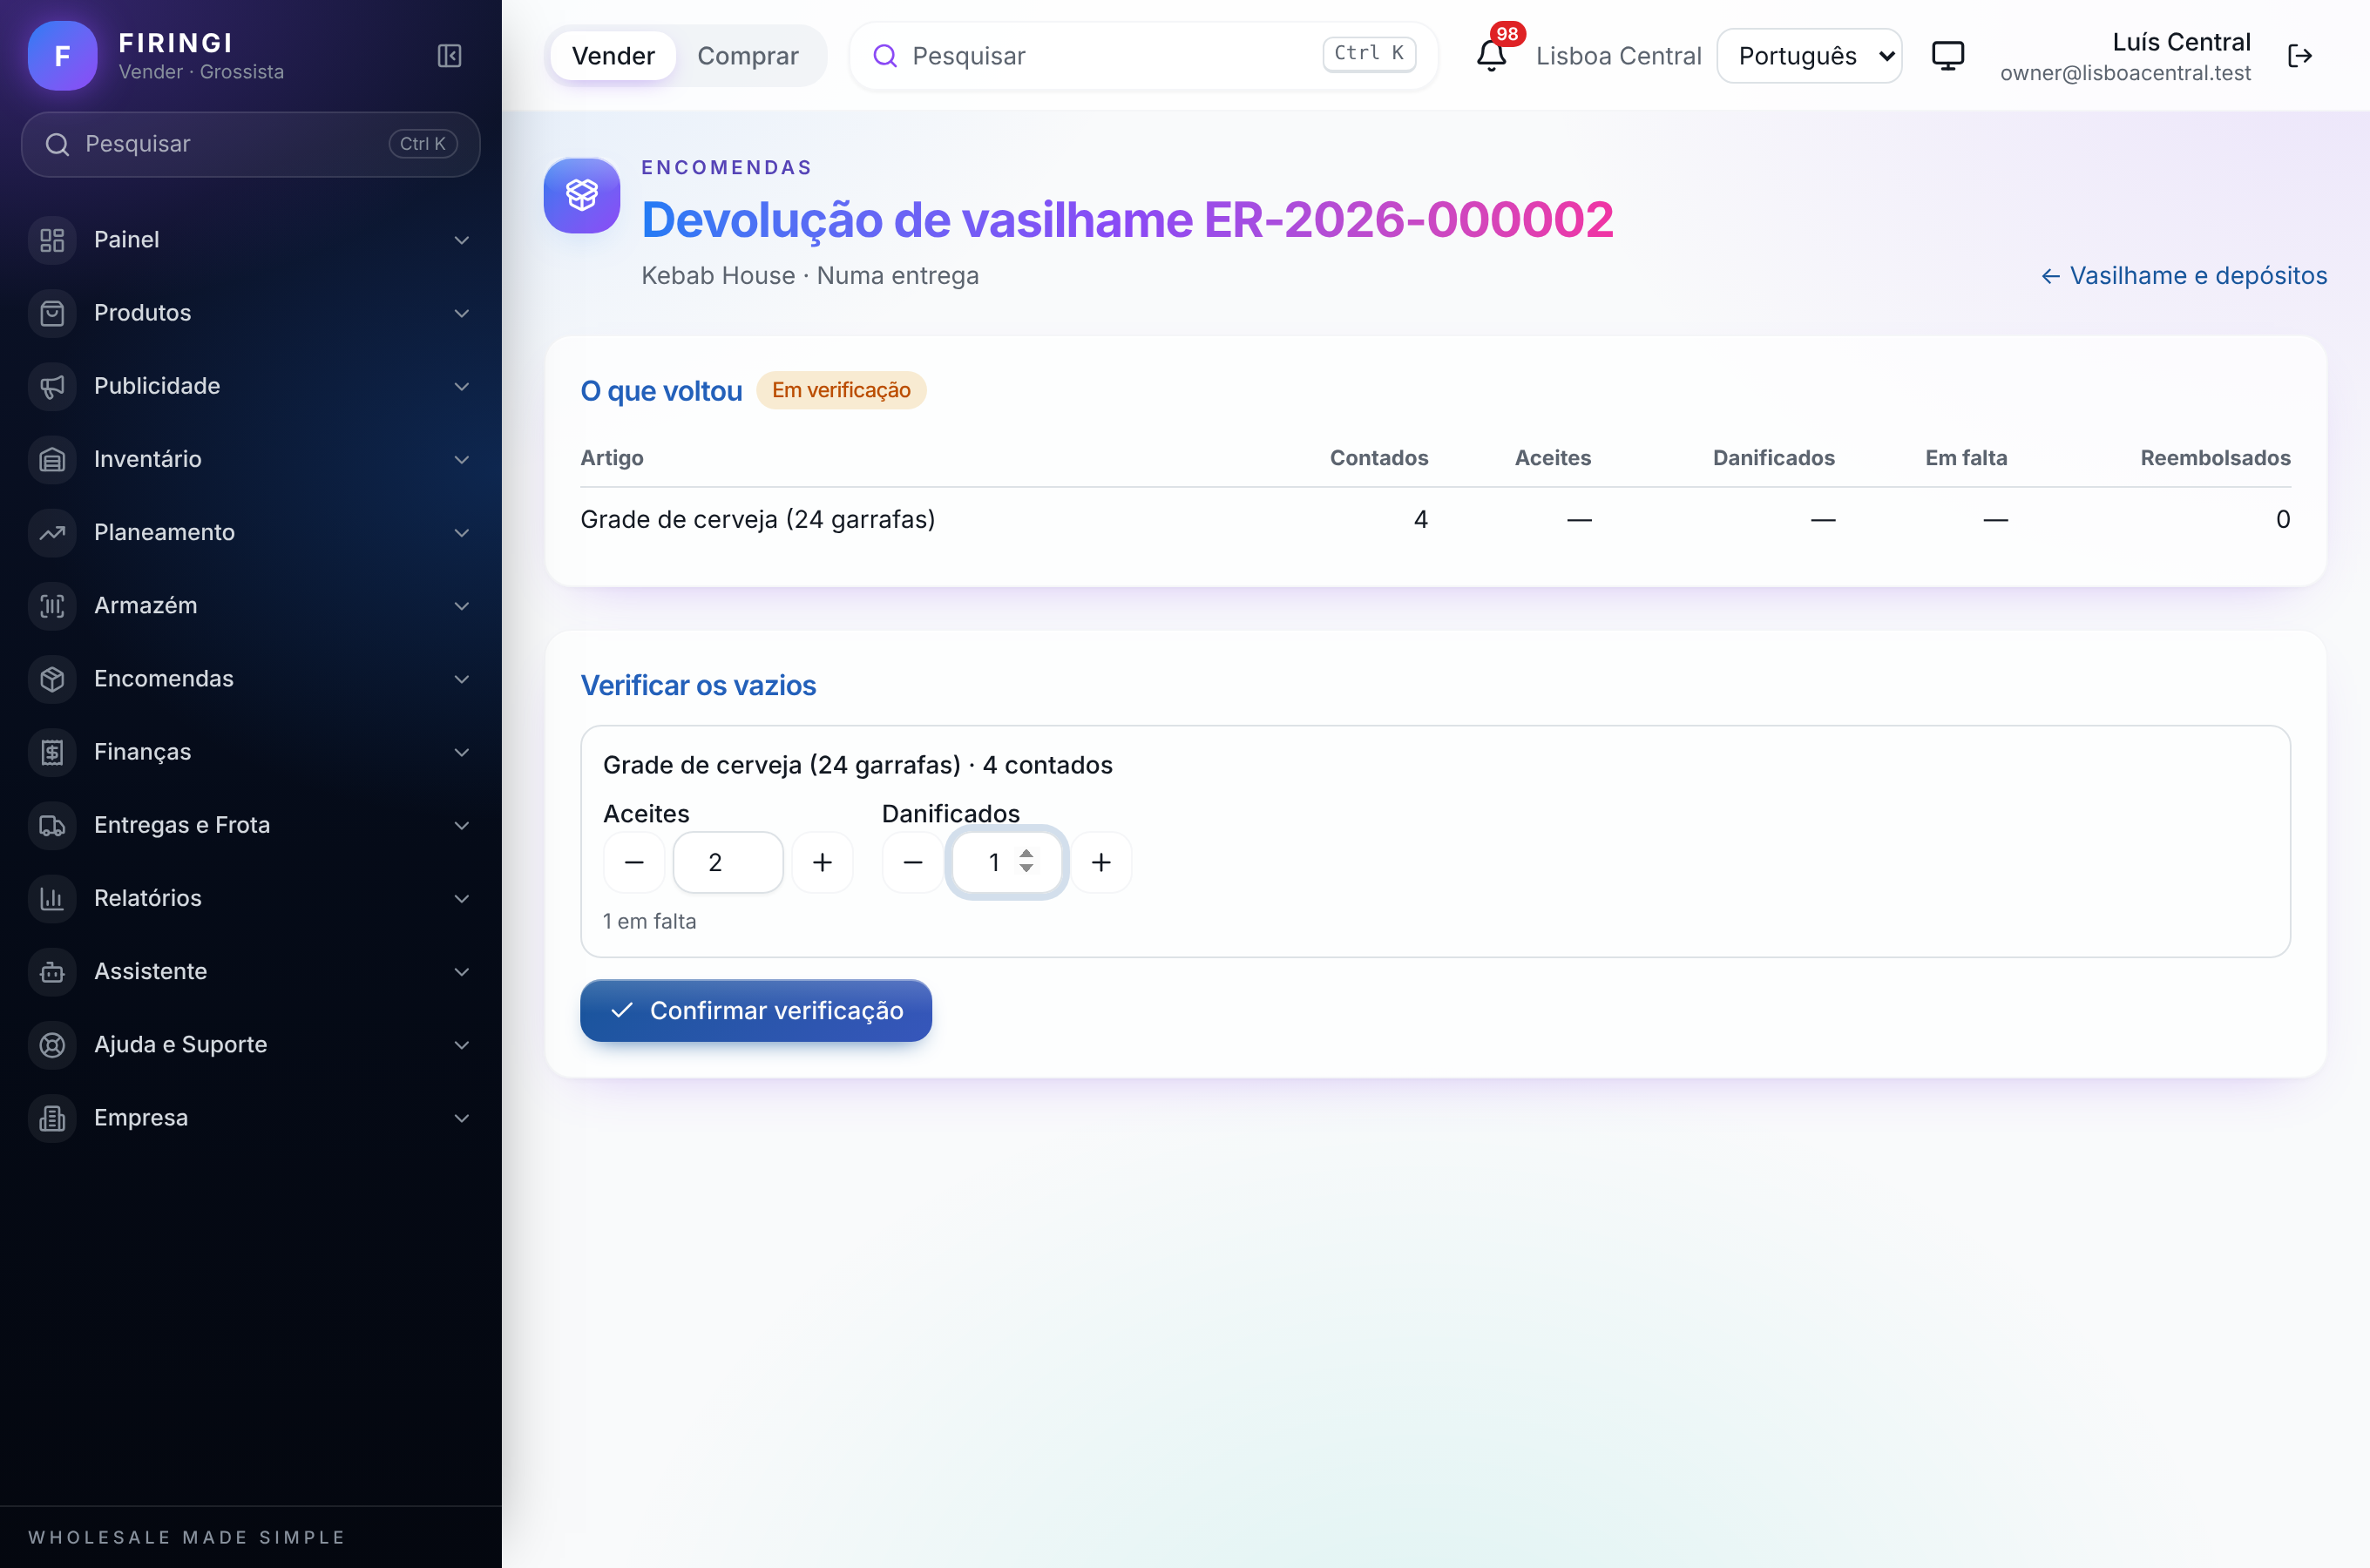 F
FIRINGI
Vender · Grossista
Pesquisar
Ctrl K
Painel
Produtos
Publicidade
Inventário
Planeamento
Armazém
Encomendas
Finanças
Entregas e Frota
Relatórios
Assistente
Ajuda e Suporte
Empresa
WHOLESALE MADE SIMPLE
Vender
Comprar
Pesquisar
Ctrl K
98
Lisboa Central
Português
Luís Central
owner@lisboacentral.test
ENCOMENDAS
Devolução de vasilhame ER-2026-000002
Kebab House · Numa entrega
← Vasilhame e depósitos
O que voltou
Em verificação
Artigo Contados Aceites Danificados Em falta Reembolsados
Grade de cerveja (24 garrafas) 4 — — — 0
Verificar os vazios
Grade de cerveja (24 garrafas) · 4 contados
Aceites Danificados
− 2 + − 1 +
1 em falta
Confirmar verificação